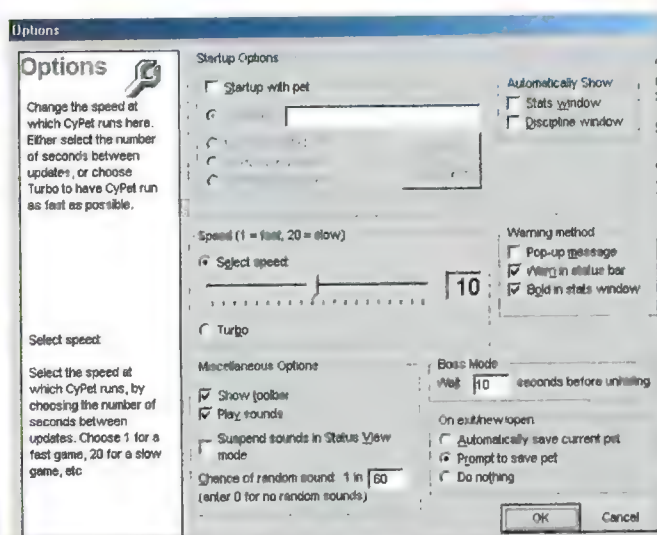 Options
Options
Change the speed at
which CyPet runs here.
Either select the number
of seconds between
updates, or choose
Turbo to have CyPet run
as fast as possible.
Select speed:
Select the speed at
which CyPet runs, by
choosing the number of
seconds between
updates. Choose 1 for a
fast game, 20 for a slow
game, etc
Startup Options
Startup with pet
Automatically Show
Stats window
Discipline window
Speed (1 = fast, 20 = slow)
Select speed:
10
Turbo
Warning method
Pop-up message
Warn in status bar
Bold in stats window
Miscellaneous Options
Show toolbar
Play sounds
Suspend sounds in Status View
mode
Chance of random sound: 1 in 60
(enter 0 for no random sounds)
Boss Mode
Wait 10 seconds before unhiding
On exit/new/open
Automatically save current pet
Prompt to save pet
Do nothing
OK
Cancel